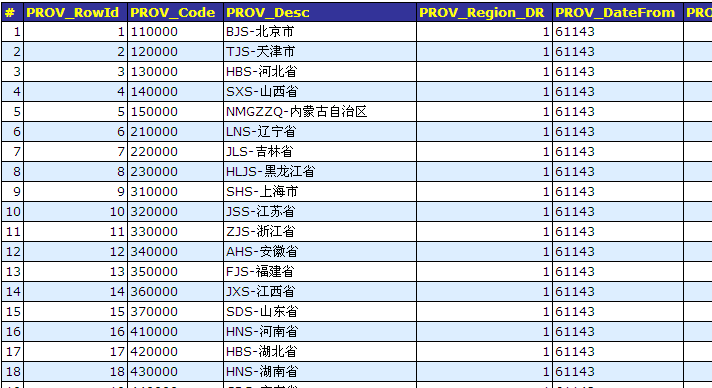 # PROV_RowId PROV_Code PROV_Desc PROV_Region_DR PROV_DateFrom
1 1 110000 BJS-北京市 1 61143
2 2 120000 TJS-天津市 1 61143
3 3 130000 HBS-河北省 1 61143
4 4 140000 SXS-山西省 1 61143
5 5 150000 NMGZZQ-内蒙古自治区 1 61143
6 6 210000 LNS-辽宁省 1 61143
7 7 220000 JLS-吉林省 1 61143
8 8 230000 HLJS-黑龙江省 1 61143
9 9 310000 SHS-上海市 1 61143
10 10 320000 JSS-江苏省 1 61143
11 11 330000 ZJS-浙江省 1 61143
12 12 340000 AHS-安徽省 1 61143
13 13 350000 FJS-福建省 1 61143
14 14 360000 JXS-江西省 1 61143
15 15 370000 SDS-山东省 1 61143
16 16 410000 HNS-河南省 1 61143
17 17 420000 HBS-湖北省 1 61143
18 18 430000 HNS-湖南省 1 61143